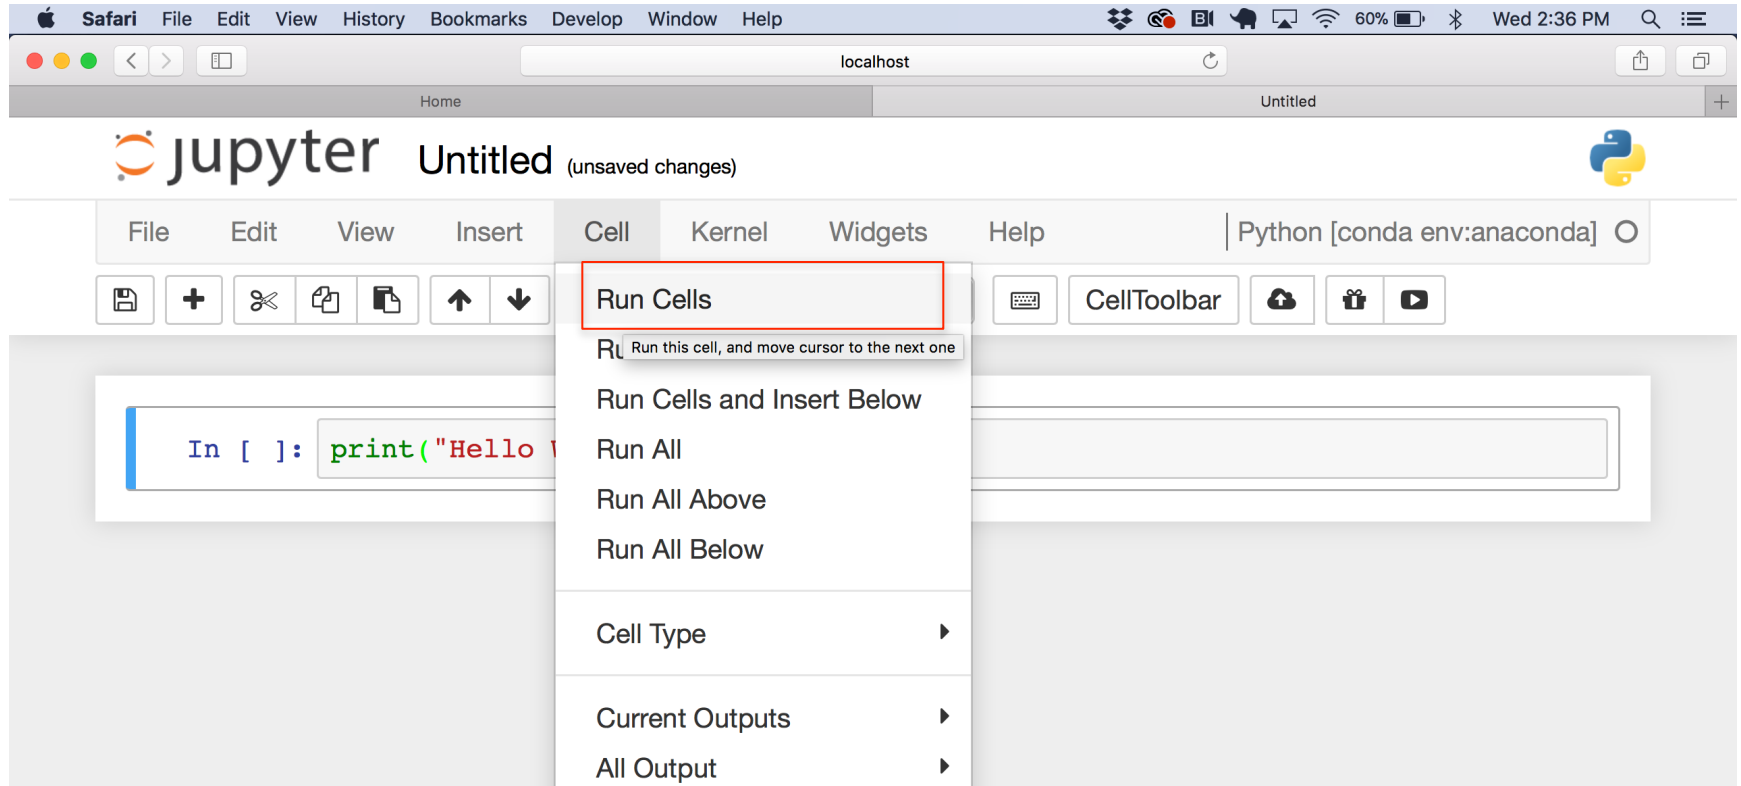 Safari File Edit View History Bookmarks Develop Window Help 60% Wed 2:36 PM
localhost
Home Untitled
jupyter Untitled (unsaved changes)
File Edit View Insert Cell Kernel Widgets Help Python [conda env:anaconda]
Run Cells CellToolbar
Run this cell, and move cursor to the next one
Run Cells and Insert Below
In [ ]: print("Hello
Run All
Run All Above
Run All Below
Cell Type
Current Outputs
All Output